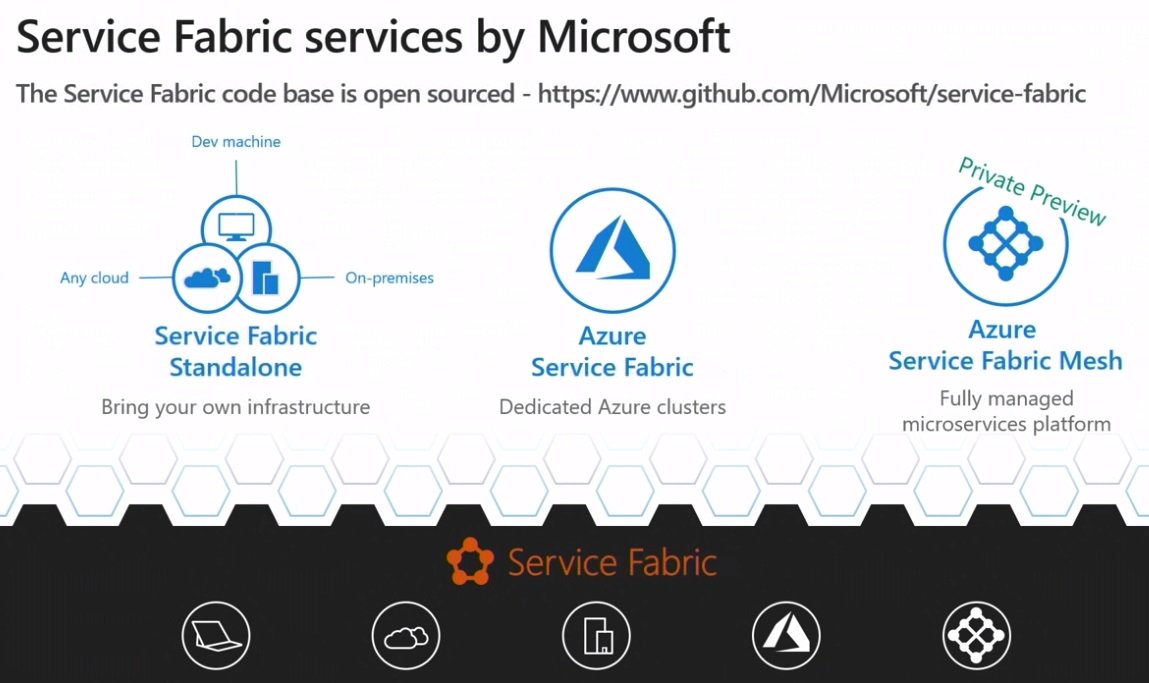 Service Fabric services by Microsoft
The Service Fabric code base is open sourced - https://www.github.com/Microsoft/service-fabric
Dev machine
Any cloud
On-premises
Service Fabric
Standalone
Bring your own infrastructure
Azure
Service Fabric
Dedicated Azure clusters
Private Preview
Azure
Service Fabric Mesh
Fully managed
microservices platform
Service Fabric